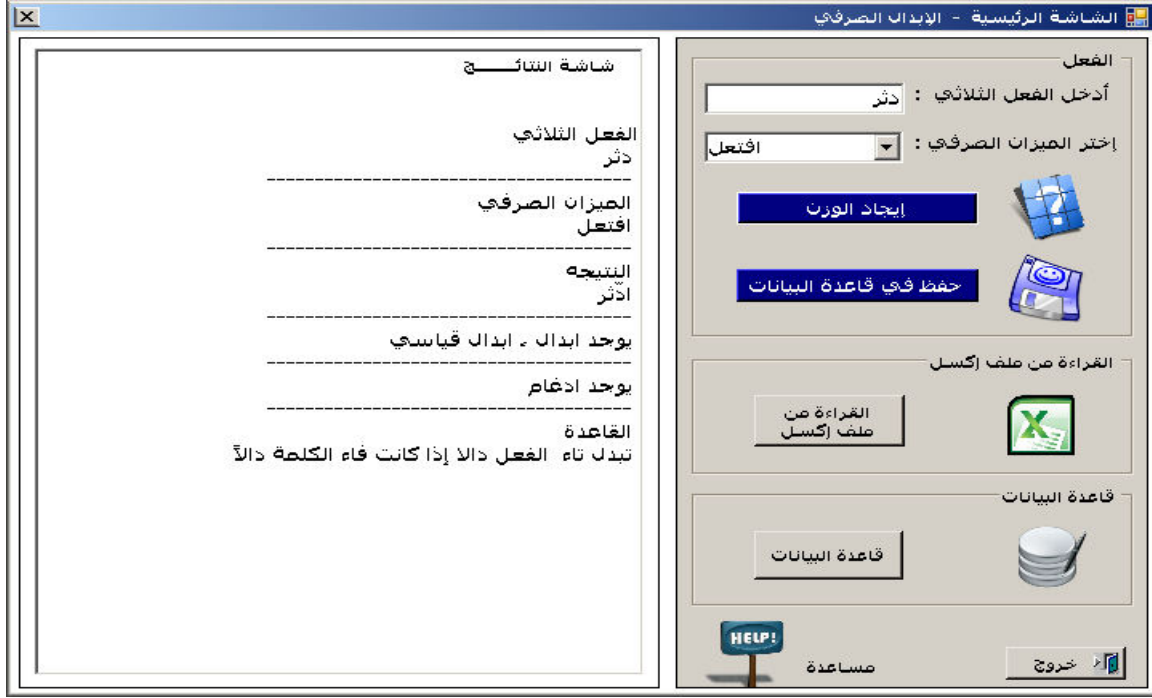 الشاشة الرئيسية - الإبدال الصرفي
الفعل
أدخل الفعل الثلاثي :
دثر
إختر الميزان الصرفي :
افتعل
إيجاد الوزن
حفظ في قاعدة البيانات
القراءة من ملف إكسل
القراءة من
ملف إكسل
قاعدة البيانات
قاعدة البيانات
HELP!
مساعدة
خروج
شاشة النتائــــــج
الفعل الثلاثي
دثر
--------------------------------------
الميزان الصرفي
افتعل
--------------------------------------
النتيجه
ادّثر
--------------------------------------
يوجد ابدال - ابدال قياسي
--------------------------------------
يوجد ادغام
--------------------------------------
القاعدة
تبدل تاء الفعل دالا إذا كانت فاء الكلمة دالاً